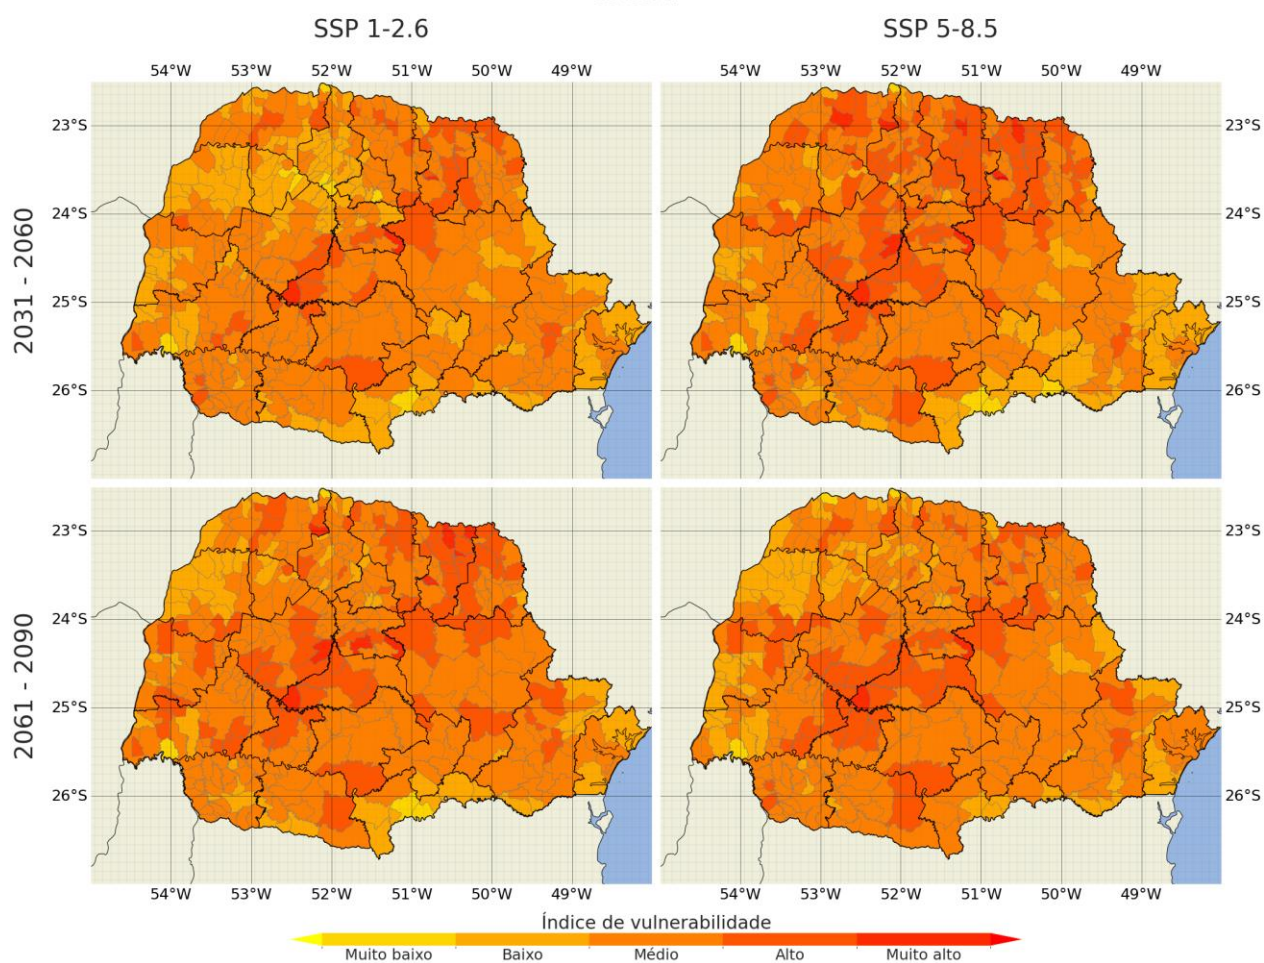 SSP 1-2.6 SSP 5-8.5
54°W 53°W 52°W 51°W 50°W 49°W 54°W 53°W 52°W 51°W 50°W 49°W
23°S 23°S
24°S 24°S
2031 - 2060
25°S 25°S
26°S 26°S
23°S 23°S
24°S 24°S
2061 - 2090
25°S 25°S
26°S 26°S
54°W 53°W 52°W 51°W 50°W 49°W 54°W 53°W 52°W 51°W 50°W 49°W
Índice de vulnerabilidade
Muito baixo Baixo Médio Alto Muito alto